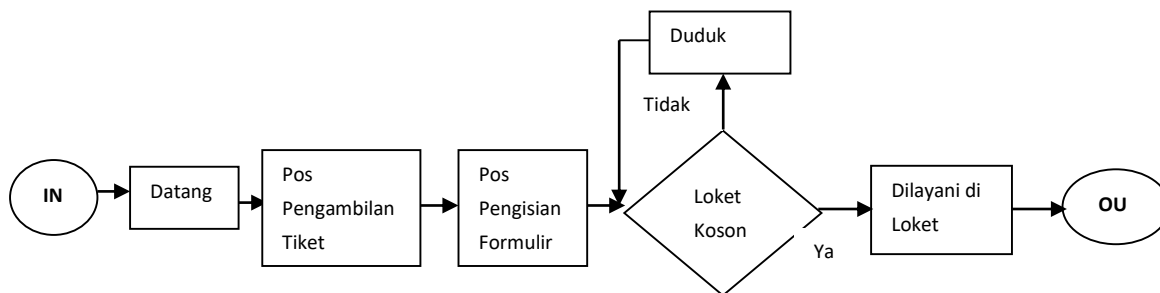 IN
Datang
Pos
Pengambilan
Tiket
Pos
Pengisian
Formulir
Duduk
Tidak
Loket
Koson
Ya
Dilayani di
Loket
OU